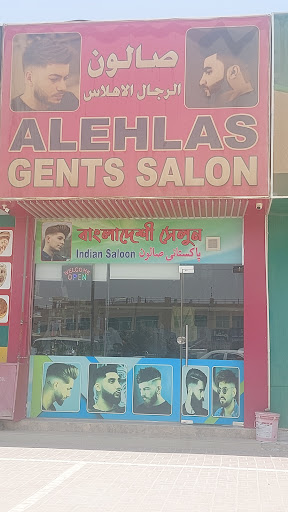 صالون
الرجال الاهلاس
ALEHLAS
GENTS SALON
বাংলাদেশী সেলুন
Indian Saloon پاکستانی صالون
WELCOME
OPEN